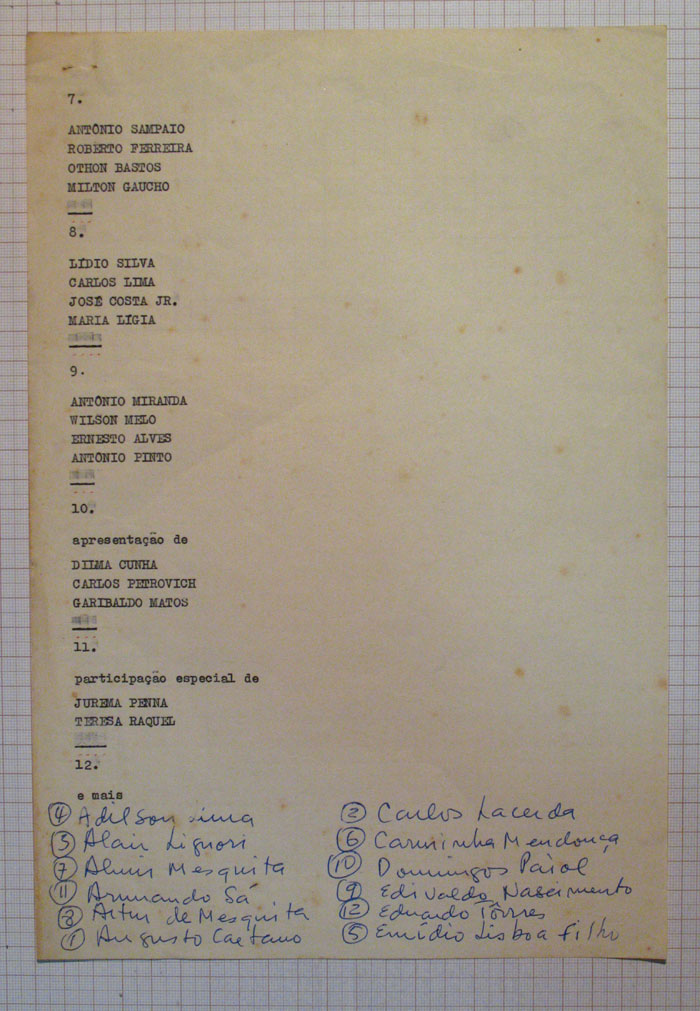 7.
ANTÔNIO SAMPAIO
ROBERTO FERREIRA
OTHON BASTOS
MILTON GAUCHO
8.
LÍDIO SILVA
CARLOS LIMA
JOSÉ COSTA JR.
MARIA LÍGIA
9.
ANTÔNIO MIRANDA
WILSON MELO
ERNESTO ALVES
ANTÔNIO PINTO
10.
apresentação de
DILMA CUNHA
CARLOS PETROVICH
GARIBALDO MATOS
11.
participação especial de
JUREMA PENNA
TERESA RAQUEL
12.
e mais
4 Adilson
3 Alair Liguori
7 Almir Mesquita
11 Armando Sá
8 Artur de Mesquita
1 Augusto Caetano
2 Carlos Lacerda
6 Carminha Mendonça
10 Domingos Paiol
9 Edivaldo Nascimento
12 Eduardo Tôrres
5 Emídio Lisboa Filho